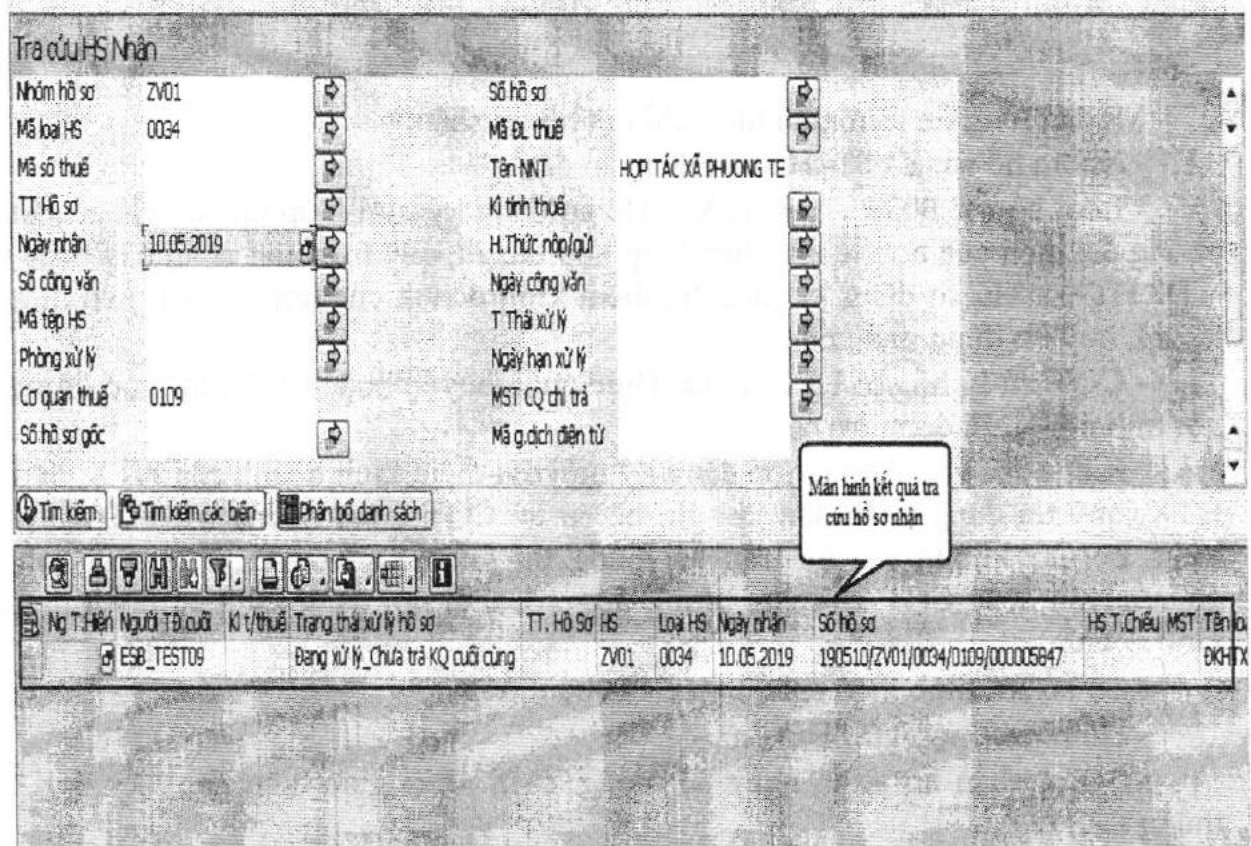 Tra cứu HS Nhận
Nhóm hồ sơ ZV01 Số hồ sơ
Mã loại HS 0034 Mã ĐL thuế
Mã số thuế Tên NNT HỢP TÁC XÃ PHUONG TE
TT Hồ sơ Kì tính thuế
Ngày nhận 10.05.2019 H.Thức nộp/gửi
Số công văn Ngày công văn
Mã tệp HS T Thái xử lý
Phòng xử lý Ngày hạn xử lý
Cơ quan thuế 0109 MST CQ chi trả
Số hồ sơ gốc Mã g.dịch điện tử
Màn hình kết quả tra
cứu hồ sơ nhận
Tìm kiếm Tìm kiếm các biến Phân bổ danh sách
Ng T.Hiện Người TĐ.cuối Kì t/thuế Trạng thái xử lý hồ sơ TT. Hồ Sơ HS Loại HS Ngày nhận Số hồ sơ HS T.Chiếu MST Tên loạ
ESB_TEST09 Đang xử lý_Chưa trả KQ cuối cùng ZV01 0034 10.05.2019 190510/ZV01/0034/0109/000005847 ĐKHTX